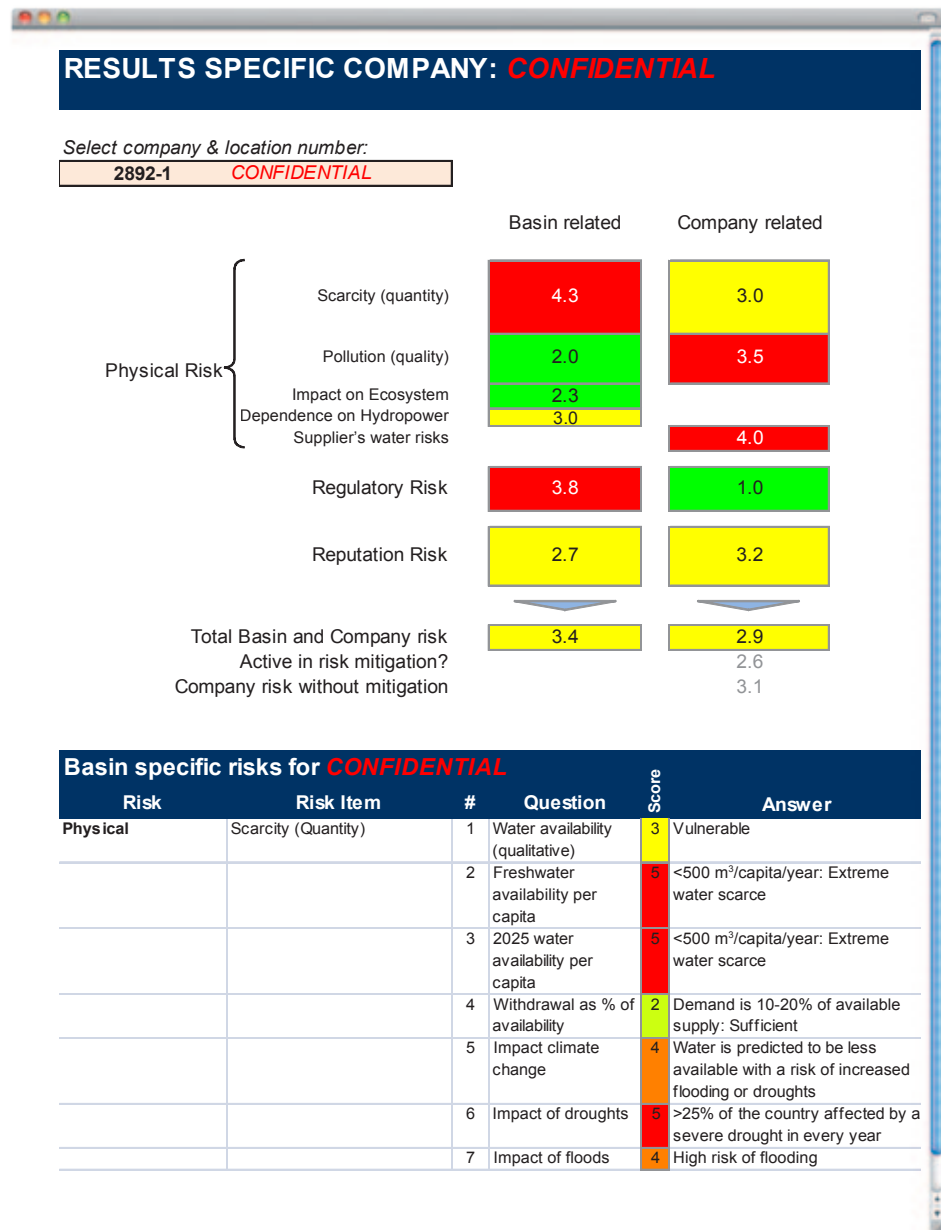 RESULTS SPECIFIC COMPANY: CONFIDENTIAL
Select company & location number:
2892-1 CONFIDENTIAL
Basin related Company related
Scarcity (quantity) 4.3 3.0
Pollution (quality) 2.0 3.5
Physical Risk
Impact on Ecosystem 2.3
Dependence on Hydropower 3.0
Supplier's water risks 4.0
Regulatory Risk 3.8 1.0
Reputation Risk 2.7 3.2
Total Basin and Company risk 3.4 2.9
Active in risk mitigation? 2.6
Company risk without mitigation 3.1
Basin specific risks for CONFIDENTIAL
Risk Risk Item # Question Score Answer
Physical Scarcity (Quantity) 1 Water availability 3 Vulnerable
(qualitative)
2 Freshwater 5 <500 m³/capita/year: Extreme
availability per water scarce
capita
3 2025 water 5 <500 m³/capita/year: Extreme
availability per water scarce
capita
4 Withdrawal as % of 2 Demand is 10-20% of available
availability supply: Sufficient
5 Impact climate 4 Water is predicted to be less
change available with a risk of increased
flooding or droughts
6 Impact of droughts 5 >25% of the country affected by a
severe drought in every year
7 Impact of floods 4 High risk of flooding